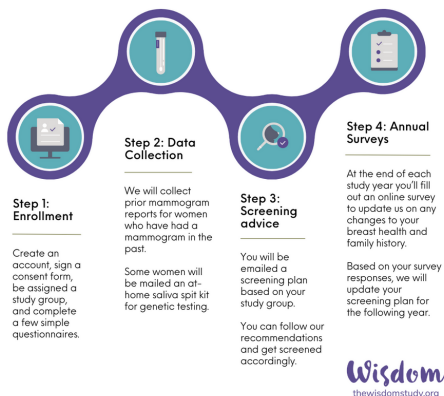 Step 1:
Enrollment
Create an
account, sign a
consent form,
be assigned a
study group,
and complete
a few simple
questionnaires.
Step 2: Data
Collection
We will collect
prior mammogram
reports for women
who have had a
mammogram in the
past.
Some women will
be mailed an at-
home saliva spit kit
for genetic testing.
Step 3:
Screening
advice
You will be
emailed a
screening plan
based on your
study group.
You can follow our
recommendations
and get screened
accordingly.
Step 4: Annual
Surveys
At the end of each
study year you'll fill
out an online survey
to update us on any
changes to your
breast health and
family history.
Based on your survey
responses, we will
update your
screening plan for
the following year.
Wisdom
thewisdomstudy.org